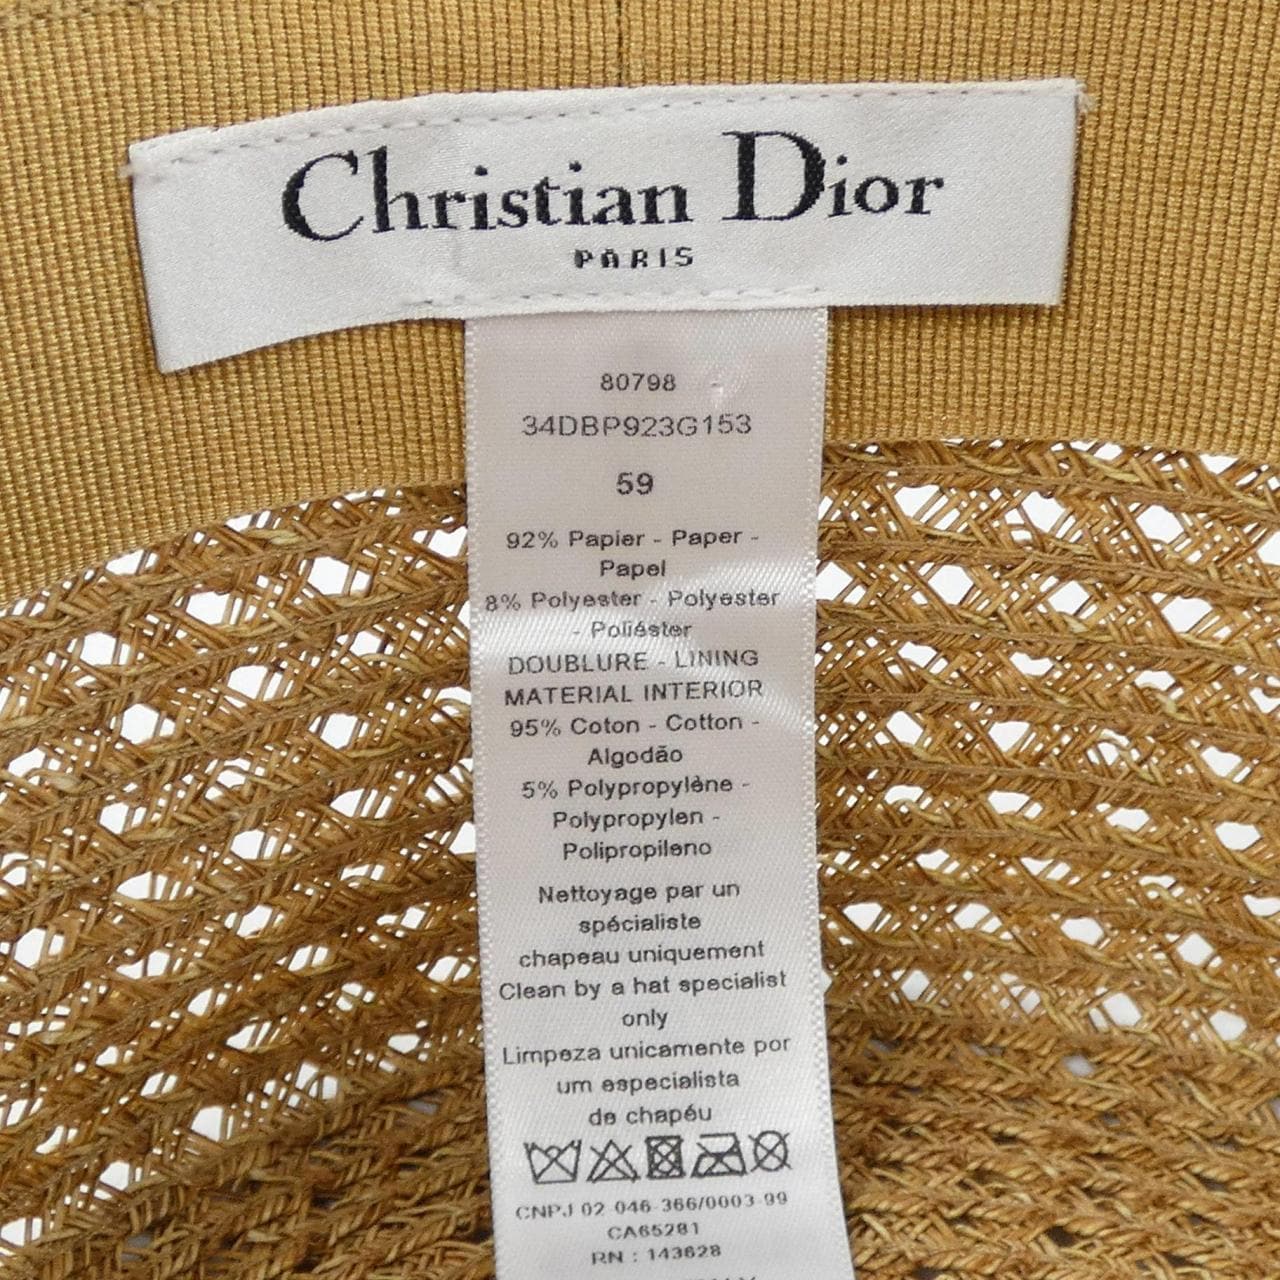 Christian Dior
PARIS
80798
34DBP923G153
59
92% Papier - Paper -
Papel
8% Polyester - Polyester
- Poliéster
DOUBLURE - LINING
MATERIAL INTERIOR
95% Coton - Cotton -
Algodão
5% Polypropylène -
Polypropylen -
Polipropileno
Nettoyage par un
spécialiste
chapeau uniquement
Clean by a hat specialist
only
Limpeza unicamente por
um especialista
de chapéu
CNPJ 02 046 366/0003-99
CA65281
RN : 143628